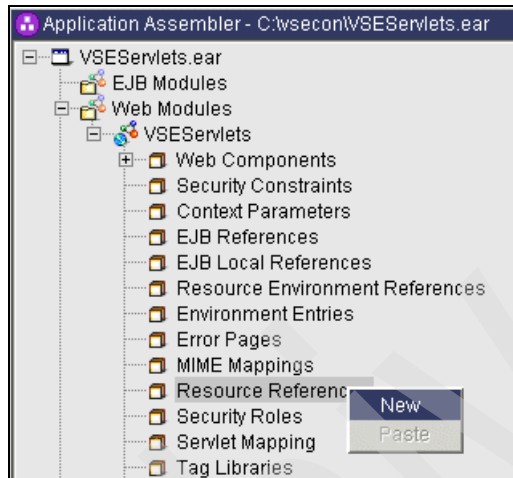 Application Assembler - C:\vsecon\VSEServlets.ear
VSEServlets.ear
EJB Modules
Web Modules
VSEServlets
Web Components
Security Constraints
Context Parameters
EJB References
EJB Local References
Resource Environment References
Environment Entries
Error Pages
MIME Mappings
Resource Referenc
New
Security Roles
Paste
Servlet Mapping
Tag Libraries